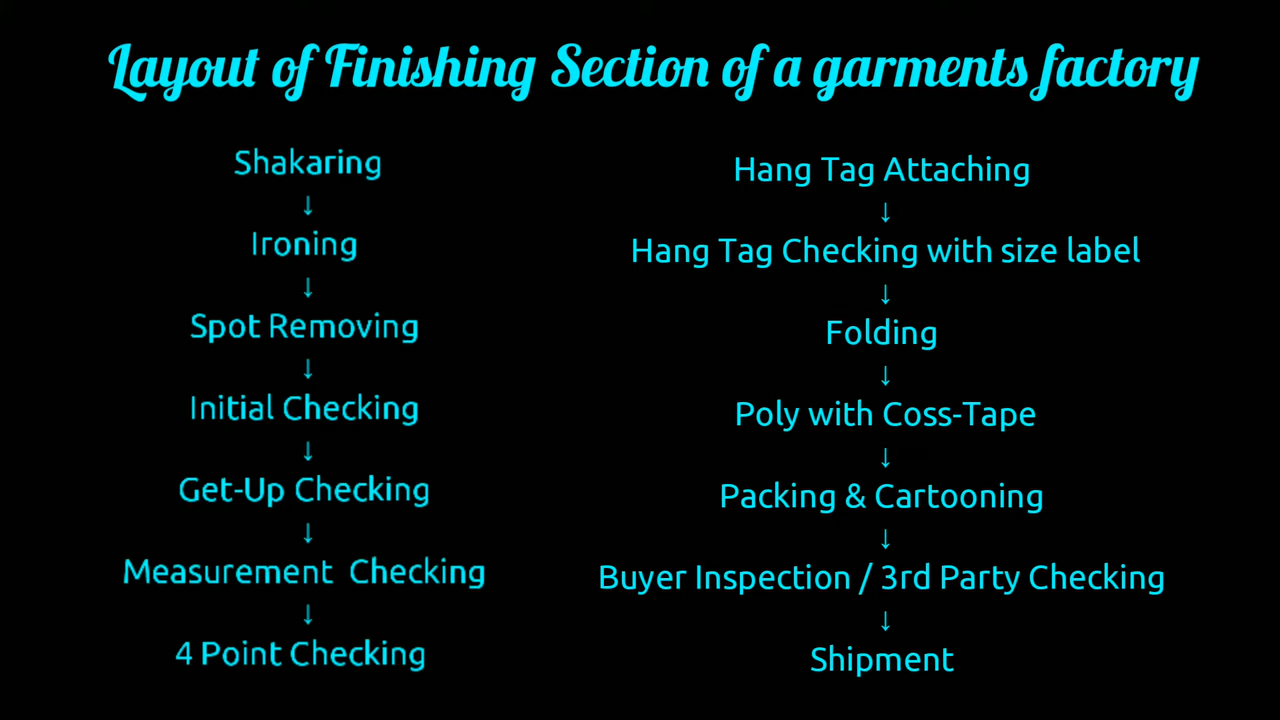 Layout of Finishing Section of a garments factory
Shakaring
↓
Ironing
↓
Spot Removing
↓
Initial Checking
↓
Get-Up Checking
↓
Measurement Checking
↓
4 Point Checking
Hang Tag Attaching
↓
Hang Tag Checking with size label
↓
Folding
↓
Poly with Coss-Tape
↓
Packing & Cartooning
↓
Buyer Inspection / 3rd Party Checking
↓
Shipment